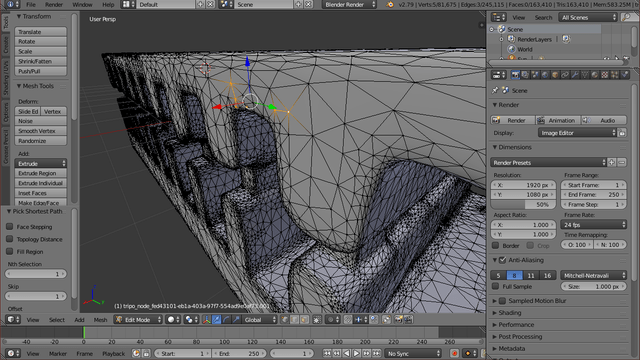 File Render Window Help Default Scene Blender Render v2.79 | Verts:5/81,675 | Edges:3/245,115 | Faces:0/163,410 | Tris:163,410 | Mem:583.25M
View Search All Scenes
Scene
RenderLayers
World
User Persp
Transform
Translate
Rotate
Scale
Shrink/Fatten
Push/Pull
Mesh Tools
Deform:
Slide Ed Vertex
Noise
Smooth Vertex
Randomize
Add:
Extrude
Extrude Region
Extrude Individual
Inset Faces
Make Edge/Face
Pick Shortest Path
Face Stepping
Topology Distance
Fill Region
Nth Selection
1
Skip
1
Offset
Tools
Create
Shading/UVs
Options
Grease Pencil
Scene
Render
Render Animation Audio
Display: Image Editor
Dimensions
Render Presets
Resolution: Frame Range:
X: 1920 px Start Frame: 1
Y: 1080 px End Frame: 250
50% Frame Step: 1
Aspect Ratio: Frame Rate:
X: 1.000 24 fps
Y: 1.000 Time Remapping:
Border Crop O: 100 N: 100
Anti-Aliasing
5 8 11 16 Mitchell-Netravali
Full Sample Size: 1.000 px
Sampled Motion Blur
Shading
Performance
Post Processing
View Select Add Mesh Edit Mode Global
-40 -20 0 20 40 60 80 100 120 140 160 180 200 220 240 260
View Marker Frame Playback Start: 1 End: 250 1 No Sync